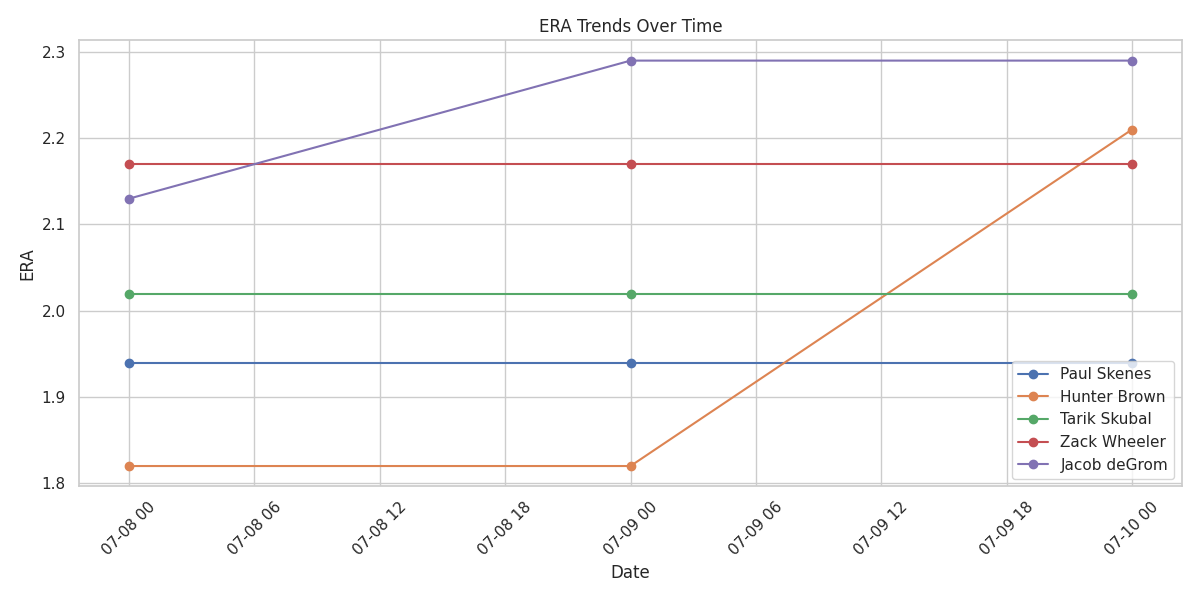 ERA Trends Over Time
ERA
2.3
2.2
2.1
2.0
1.9
1.8
Paul Skenes
Hunter Brown
Tarik Skubal
Zack Wheeler
Jacob deGrom
07-08 00
07-08 06
07-08 12
07-08 18
07-09 00
07-09 06
07-09 12
07-09 18
07-10 00
Date